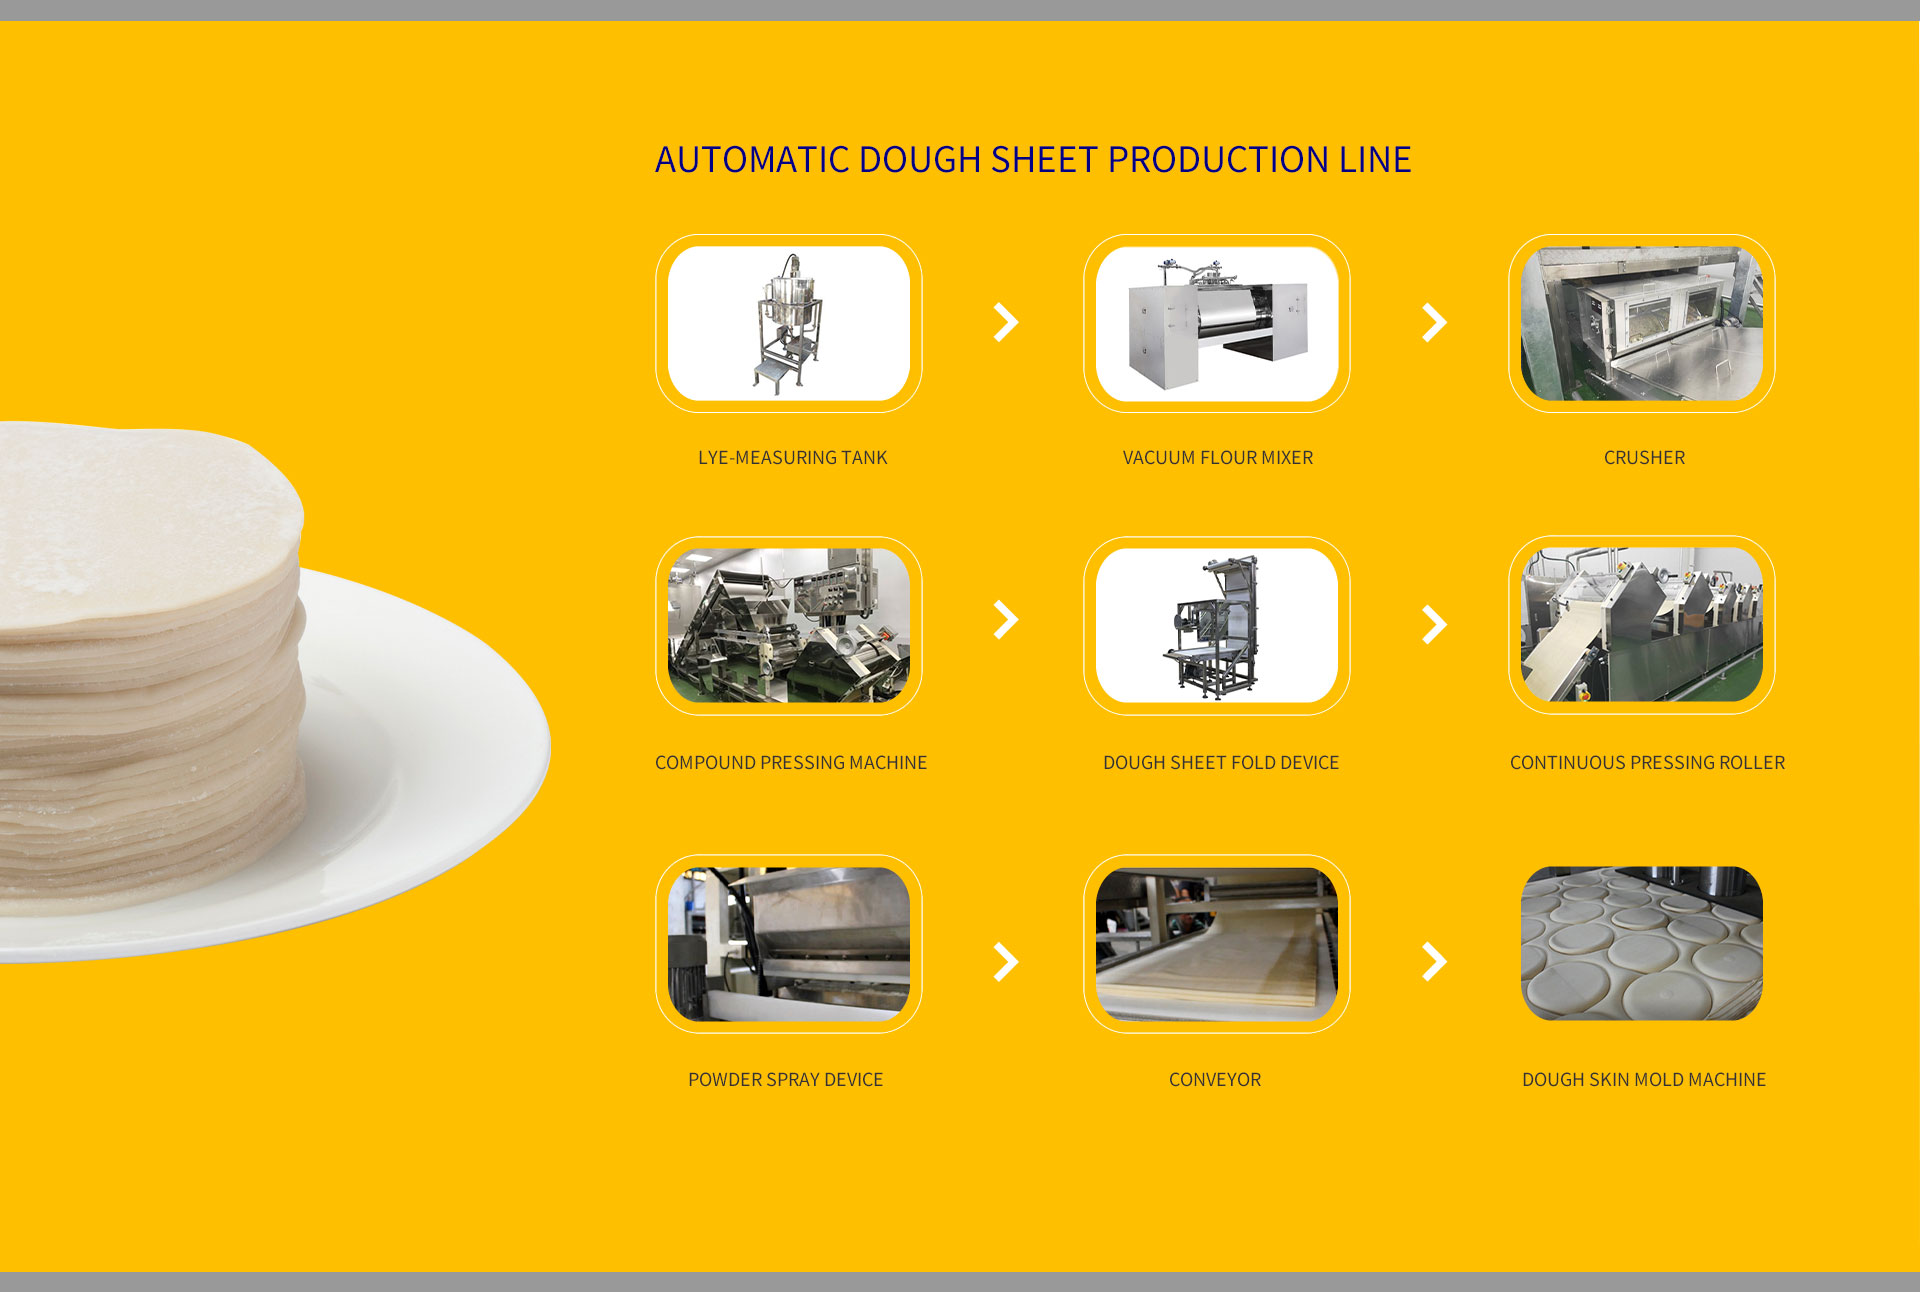 AUTOMATIC DOUGH SHEET PRODUCTION LINE
LYE-MEASURING TANK
VACUUM FLOUR MIXER
CRUSHER
COMPOUND PRESSING MACHINE
DOUGH SHEET FOLD DEVICE
CONTINUOUS PRESSING ROLLER
POWDER SPRAY DEVICE
CONVEYOR
DOUGH SKIN MOLD MACHINE